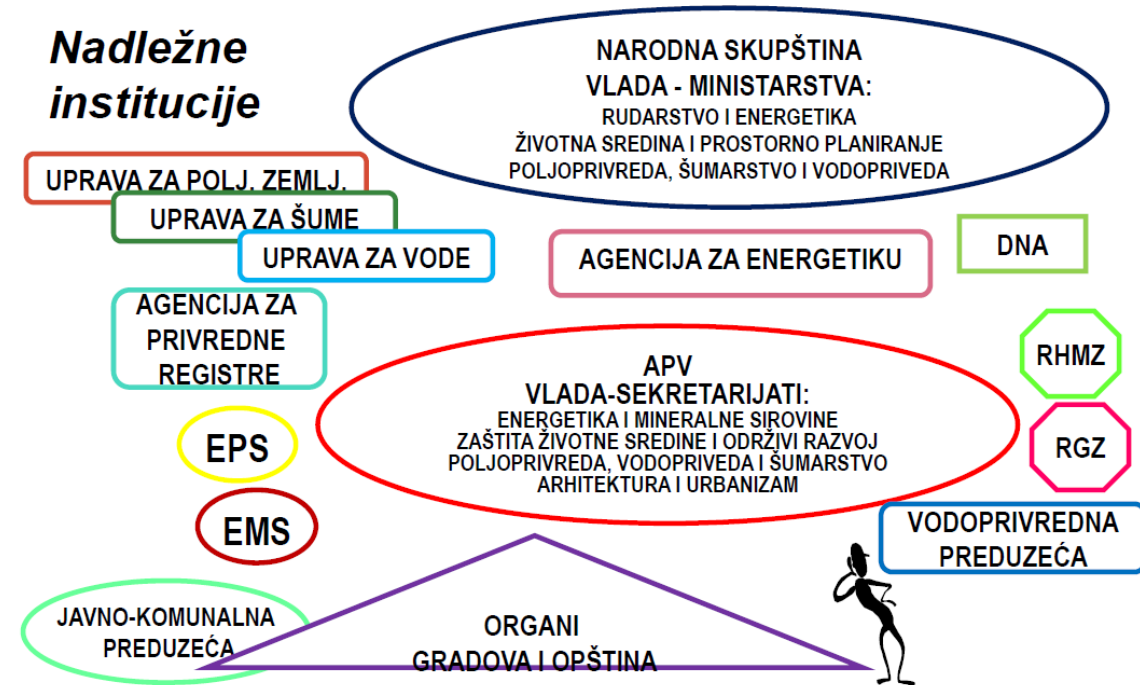 Nadležne
institucije
NARODNA SKUPŠTINA
VLADA - MINISTARSTVA:
RUDARSTVO I ENERGETIKA
ŽIVOTNA SREDINA I PROSTORNO PLANIRANJE
POLJOPRIVREDA, ŠUMARSTVO I VODOPRIVEDA
UPRAVA ZA POLJ. ZEMLJ.
UPRAVA ZA ŠUME
UPRAVA ZA VODE
AGENCIJA ZA ENERGETIKU
DNA
AGENCIJA ZA
PRIVREDNE
REGISTRE
APV
VLADA-SEKRETARIJATI:
ENERGETIKA I MINERALNE SIROVINE
ZAŠTITA ŽIVOTNE SREDINE I ODRŽIVI RAZVOJ
POLJOPRIVREDA, VODOPRIVEDA I ŠUMARSTVO
ARHITEKTURA I URBANIZAM
RHMZ
RGZ
EPS
EMS
VODOPRIVREDNA
PREDUZEĆA
JAVNO-KOMUNALNA
PREDUZEĆA
ORGANI
GRADOVA I OPŠTINA